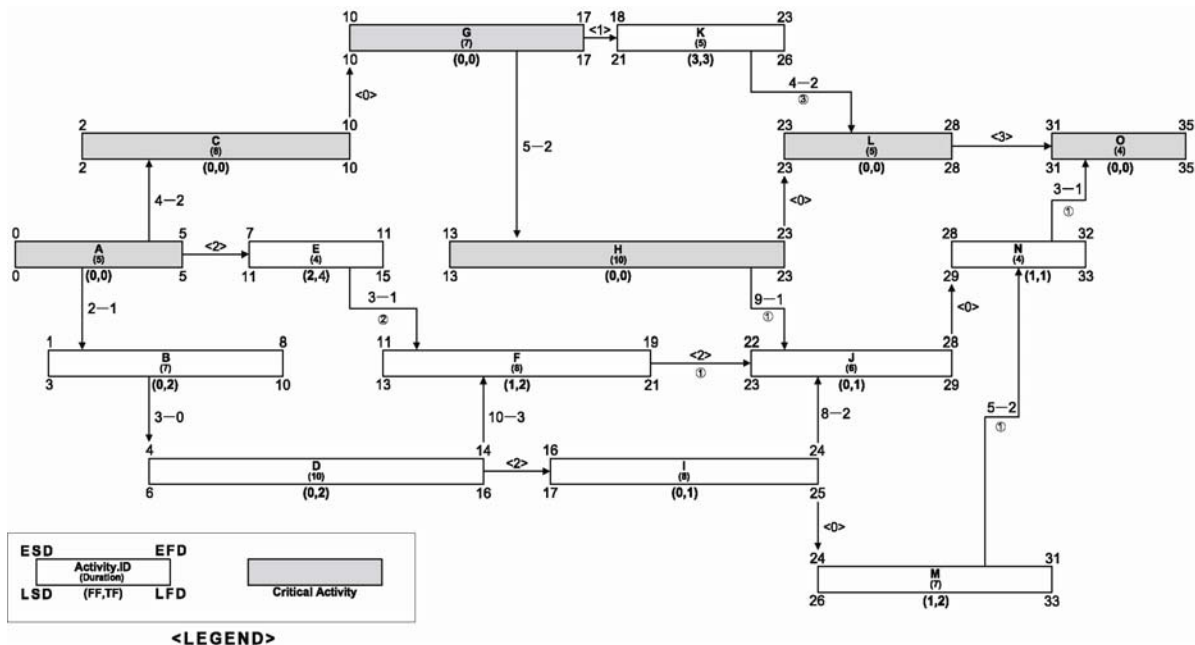 10 17 18 23
G <1> K
(7) (5)
10 (0,0) 17 21 (3,3) 26
<0> 4—2
③
2 10 5—2 23 28 31 35
C L <3> O
(8) (5) (4)
2 (0,0) 10 23 (0,0) 28 31 (0,0) 35
4—2 <0> 3—1
①
0 5 7 11 13 23 28 32
A <2> E H N
(5) (4) (10) (4)
0 (0,0) 5 11 (2,4) 15 13 (0,0) 23 29 (1,1) 33
2—1 3—1 9—1 <0>
② ①
1 8 11 19 22 28
B F <2> J
(7) (8) ① (6)
3 (0,2) 10 13 (1,2) 21 23 (0,1) 29
3—0 10—3 8—2 5—2
①
4 14 16 24
D <2> I
(10) (8)
6 (0,2) 16 17 (0,1) 25
<0>
24 31
M
(7)
26 (1,2) 33
ESD EFD
Activity.ID
(Duration)
LSD (FF,TF) LFD
Critical Activity
<LEGEND>